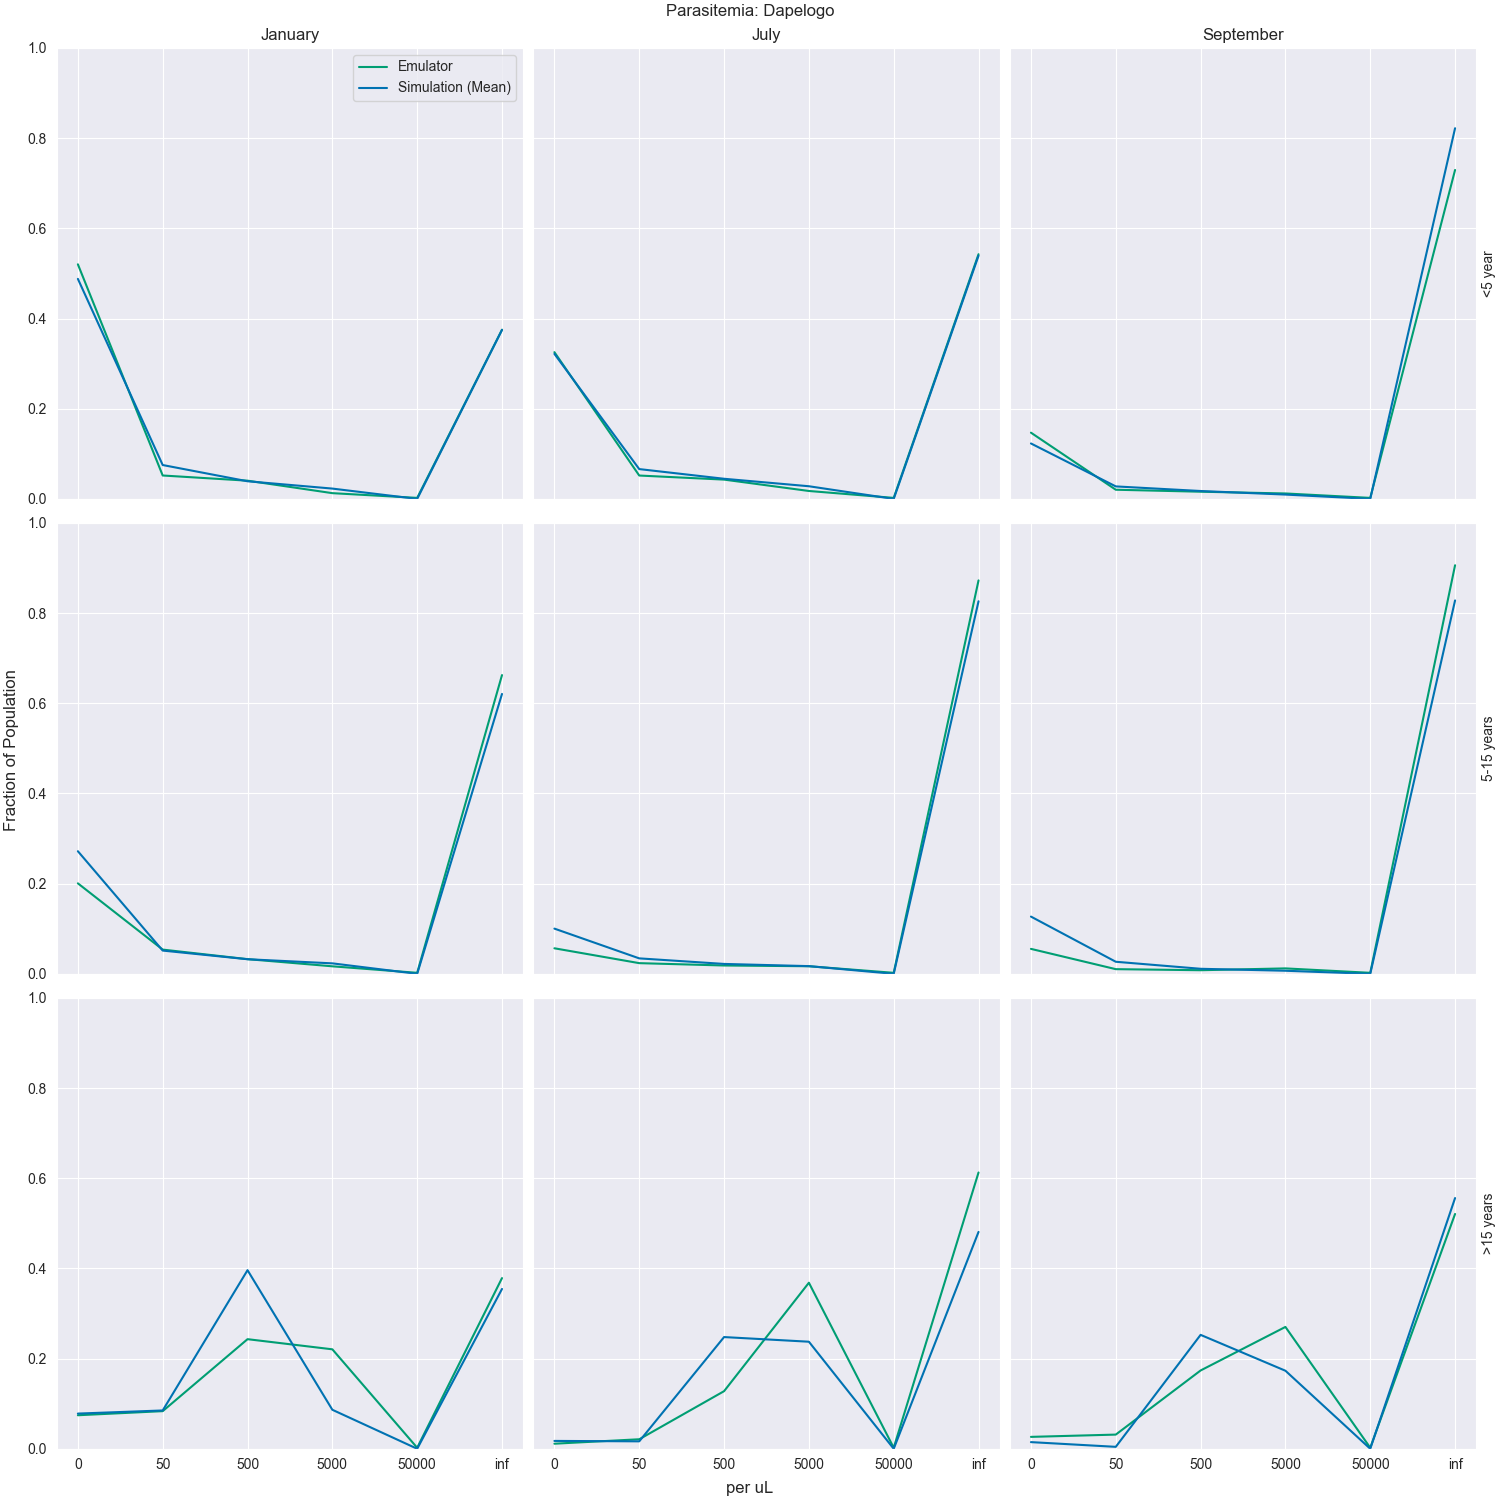 Parasitemia: Dapelogo
January
July
September
Emulator
Simulation (Mean)
1.0
0.8
0.6
0.4
0.2
0.0
<5 year
1.0
0.8
0.6
0.4
0.2
0.0
5-15 years
Fraction of Population
1.0
0.8
0.6
0.4
0.2
0.0
>15 years
0 50 500 5000 50000 inf
0 50 500 5000 50000 inf
0 50 500 5000 50000 inf
per uL